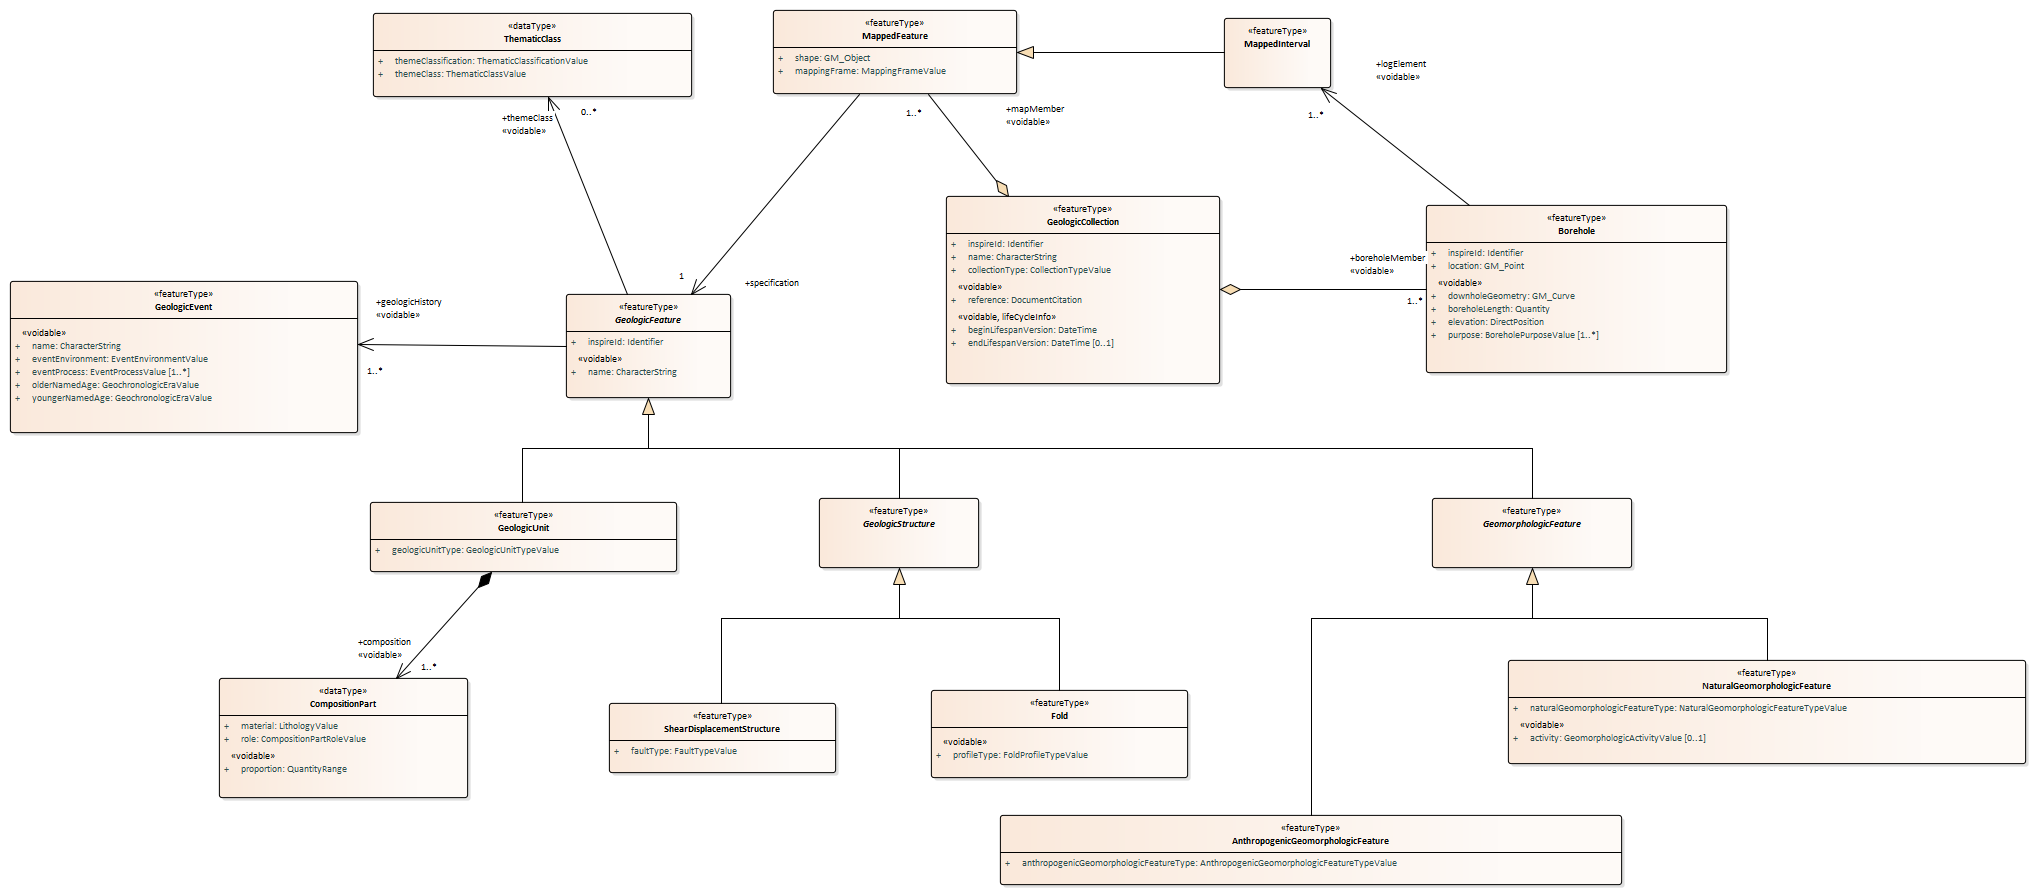 «dataType»
ThematicClass
+ themeClassification: ThematicClassificationValue
+ themeClass: ThematicClassValue
«featureType»
MappedFeature
+ shape: GM_Object
+ mappingFrame: MappingFrameValue
«featureType»
MappedInterval
+logElement
«voidable»
1..*
+themeClass
«voidable»
0..*
1..*
+mapMember
«voidable»
«featureType»
GeologicCollection
+ inspireId: Identifier
+ name: CharacterString
+ collectionType: CollectionTypeValue
«voidable»
+ reference: DocumentCitation
«voidable, lifeCycleInfo»
+ beginLifespanVersion: DateTime
+ endLifespanVersion: DateTime [0..1]
+boreholeMember
«voidable»
1..*
«featureType»
Borehole
+ inspireId: Identifier
+ location: GM_Point
«voidable»
+ downholeGeometry: GM_Curve
+ boreholeLength: Quantity
+ elevation: DirectPosition
+ purpose: BoreholePurposeValue [1..*]
1
+specification
«featureType»
GeologicEvent
«voidable»
+ name: CharacterString
+ eventEnvironment: EventEnvironmentValue
+ eventProcess: EventProcessValue [1..*]
+ olderNamedAge: GeochronologicEraValue
+ youngerNamedAge: GeochronologicEraValue
+geologicHistory
«voidable»
1..*
«featureType»
GeologicFeature
+ inspireId: Identifier
«voidable»
+ name: CharacterString
«featureType»
GeologicUnit
+ geologicUnitType: GeologicUnitTypeValue
«featureType»
GeologicStructure
«featureType»
GeomorphologicFeature
+composition
«voidable»
1..*
«dataType»
CompositionPart
+ material: LithologyValue
+ role: CompositionPartRoleValue
«voidable»
+ proportion: QuantityRange
«featureType»
ShearDisplacementStructure
+ faultType: FaultTypeValue
«featureType»
Fold
«voidable»
+ profileType: FoldProfileTypeValue
«featureType»
NaturalGeomorphologicFeature
+ naturalGeomorphologicFeatureType: NaturalGeomorphologicFeatureTypeValue
«voidable»
+ activity: GeomorphologicActivityValue [0..1]
«featureType»
AnthropogenicGeomorphologicFeature
+ anthropogenicGeomorphologicFeatureType: AnthropogenicGeomorphologicFeatureTypeValue